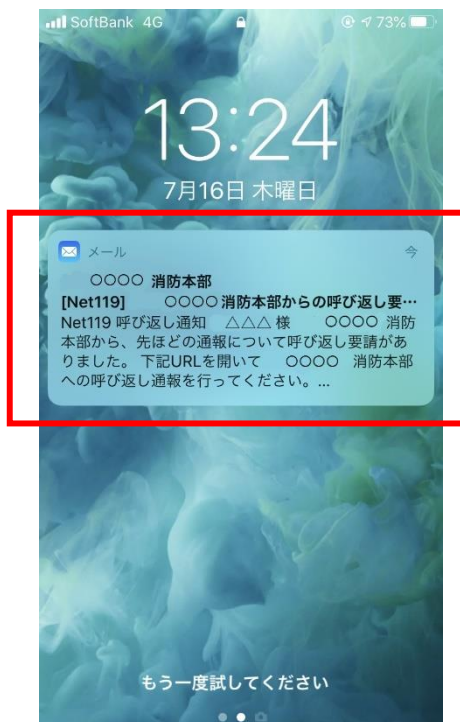 SoftBank 4G 73%
13:24
7月16日 木曜日
メール 今
○○○○ 消防本部
[Net119] ○○○○消防本部からの呼び返し要…
Net119 呼び返し通知 △△△様 ○○○○ 消防
本部から、先ほどの通報について呼び返し要請があ
りました。 下記URLを開いて ○○○○ 消防本部
への呼び返し通報を行ってください。...
もう一度試してください